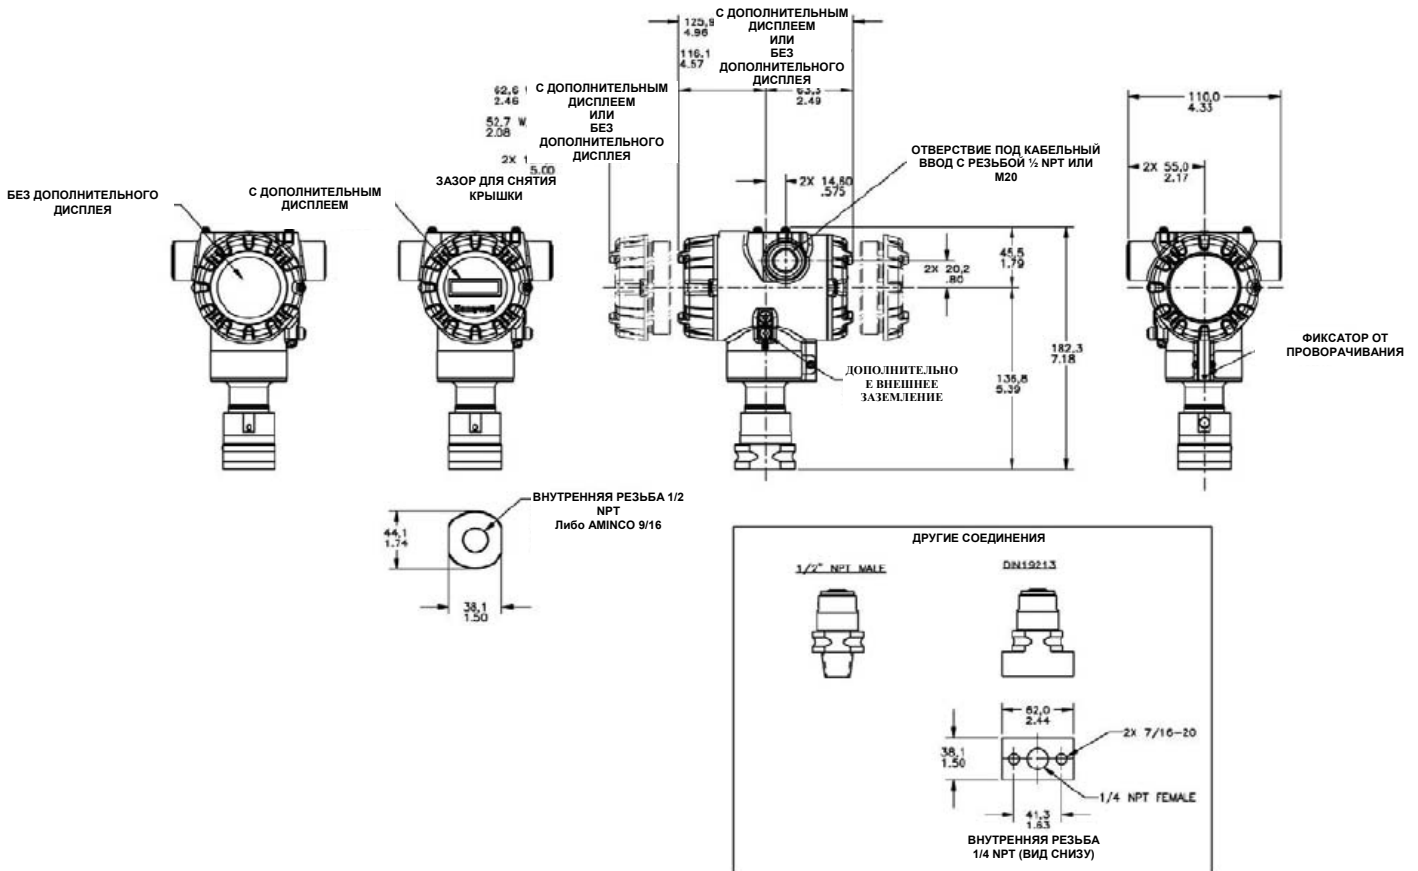 С ДОПОЛНИТЕЛЬНЫМ
ДИСПЛЕЕМ
ИЛИ
БЕЗ
ДОПОЛНИТЕЛЬНОГО
ДИСПЛЕЯ
125,8
4.96
116.1
4.57
63,3
2.49
62,6
2.46
52,7 W
2.08
2X 1
5.00
С ДОПОЛНИТЕЛЬНЫМ
ДИСПЛЕЕМ
ИЛИ
БЕЗ
ДОПОЛНИТЕЛЬНОГО
ДИСПЛЕЯ
ЗАЗОР ДЛЯ СНЯТИЯ
КРЫШКИ
БЕЗ ДОПОЛНИТЕЛЬНОГО
ДИСПЛЕЯ
С ДОПОЛНИТЕЛЬНЫМ
ДИСПЛЕЕМ
2X 14,60
.575
ОТВЕРСТВИЕ ПОД КАБЕЛЬНЫЙ
ВВОД С РЕЗЬБОЙ ½ NPT ИЛИ
М20
110,0
4.33
2X 55,0
2.17
Honeywell
2X 20,2
.80
45,5
1.79
182,3
7.18
136,8
5.39
ДОПОЛНИТЕЛЬНО
Е ВНЕШНЕЕ
ЗАЗЕМЛЕНИЕ
ФИКСАТОР ОТ
ПРОВОРАЧИВАНИЯ
ВНУТРЕННЯЯ РЕЗЬБА 1/2
NPT
Либо AMINCO 9/16
44,1
1.74
38,1
1.50
ДРУГИЕ СОЕДИНЕНИЯ
1/2" NPT MALE
DIN19213
62,0
2.44
38,1
1.50
2X 7/16-20
1/4 NPT FEMALE
41,3
1.63
ВНУТРЕННЯЯ РЕЗЬБА
1/4 NPT (ВИД СНИЗУ)